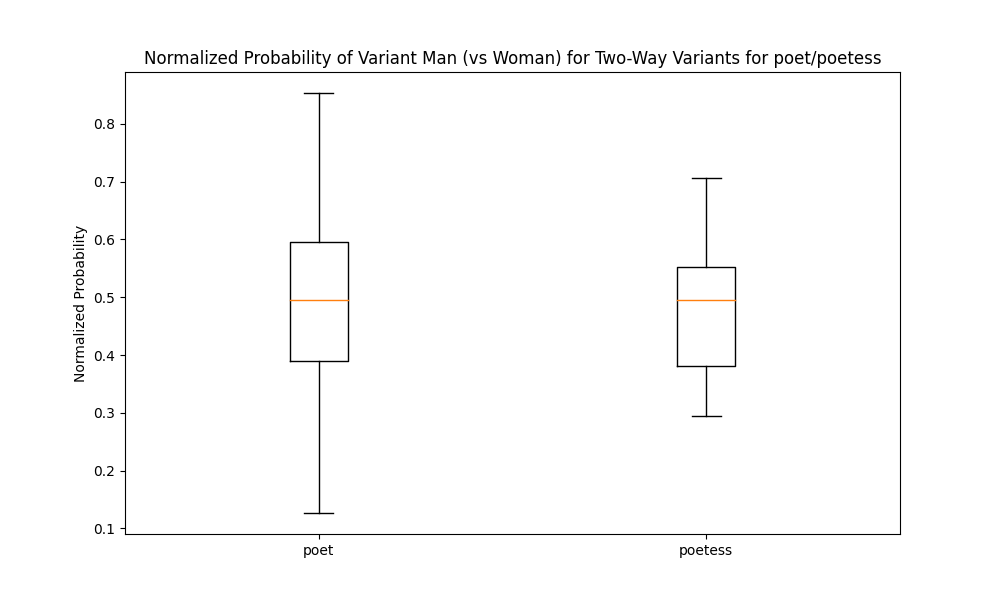 Normalized Probability of Variant Man (vs Woman) for Two-Way Variants for poet/poetess
Normalized Probability
0.8
0.7
0.6
0.5
0.4
0.3
0.2
0.1
poet
poetess